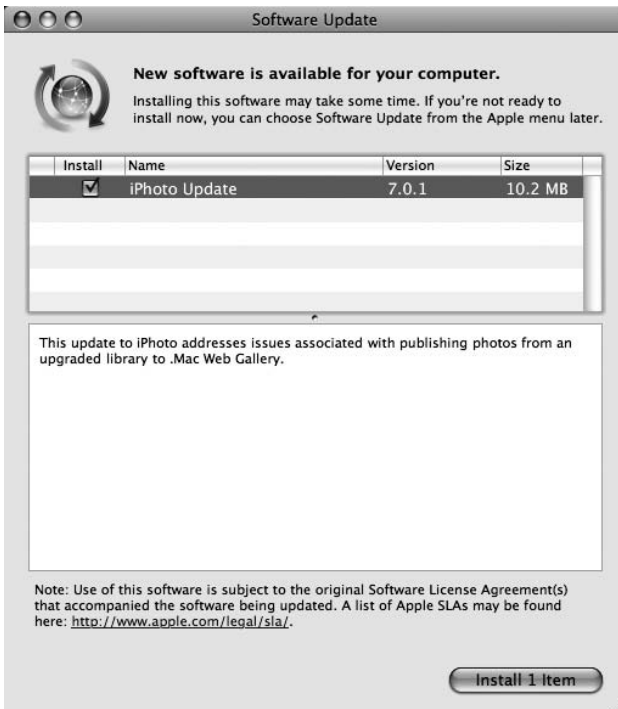 Software Update
New software is available for your computer.
Installing this software may take some time. If you're not ready to
install now, you can choose Software Update from the Apple menu later.
Install Name Version Size
iPhoto Update 7.0.1 10.2 MB
This update to iPhoto addresses issues associated with publishing photos from an
upgraded library to .Mac Web Gallery.
Note: Use of this software is subject to the original Software License Agreement(s)
that accompanied the software being updated. A list of Apple SLAs may be found
here: http://www.apple.com/legal/sla/.
Install 1 Item